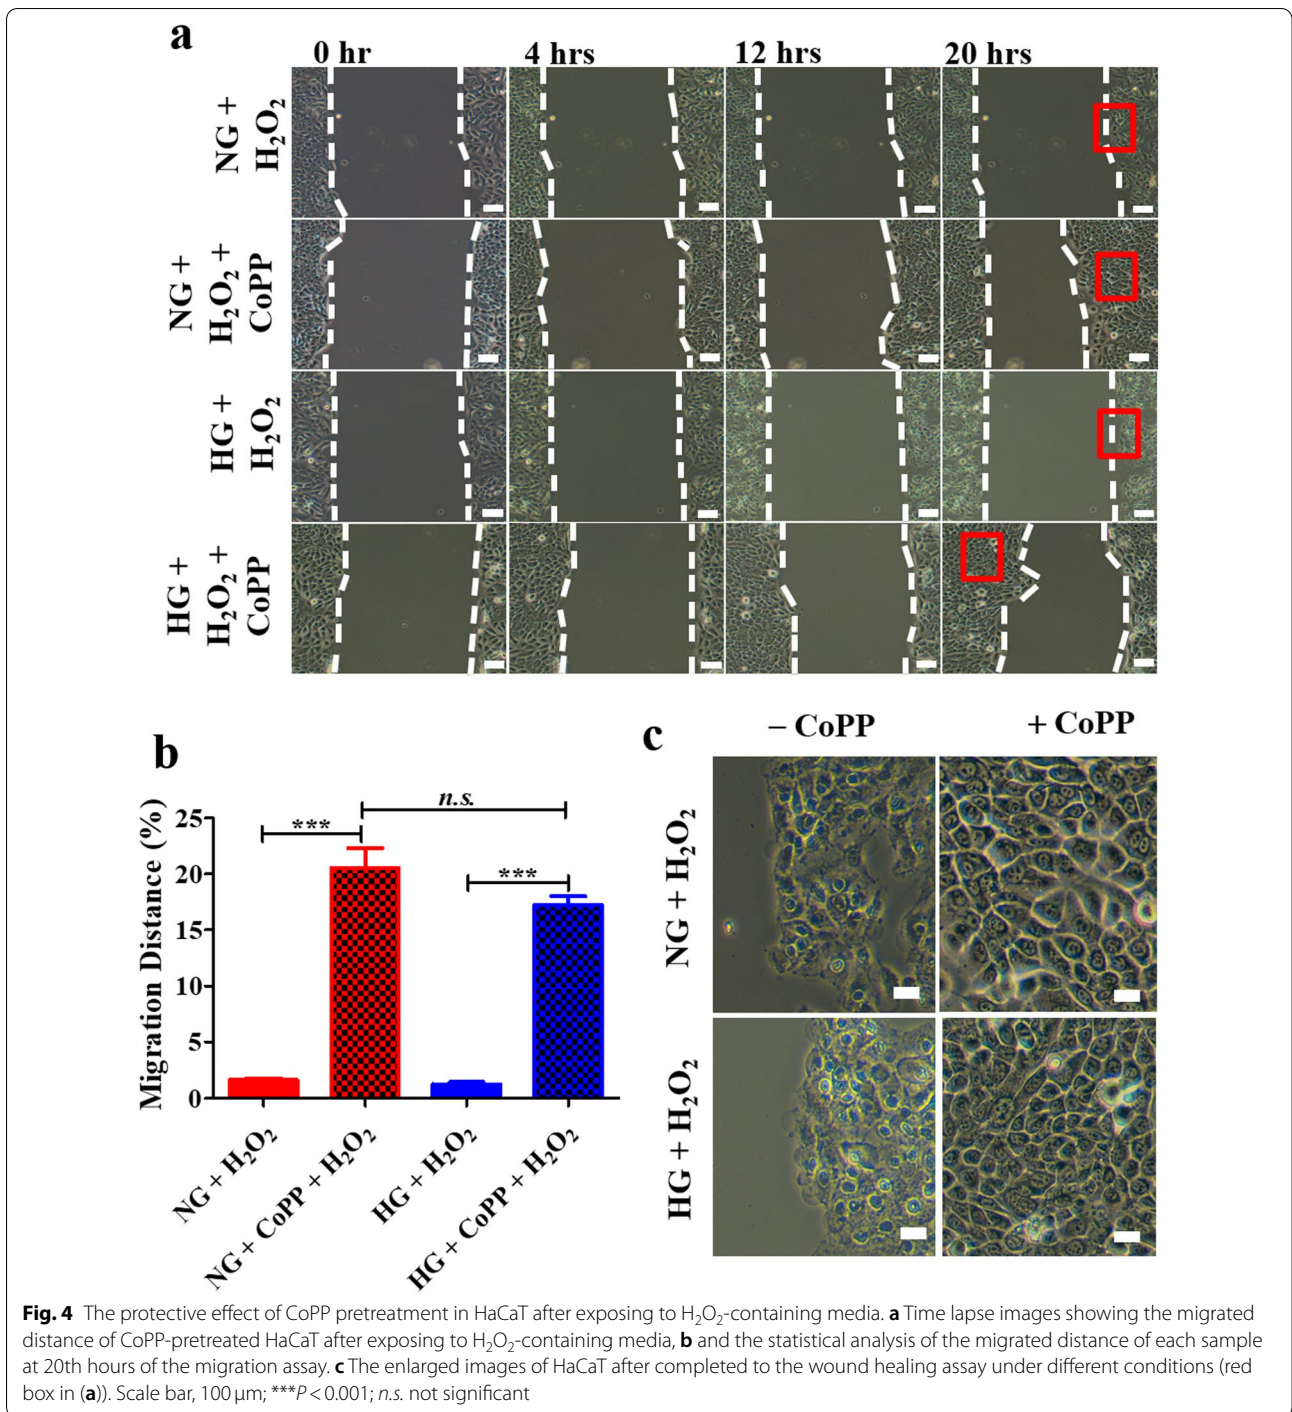 a
0 hr 4 hrs 12 hrs 20 hrs
NG +
H₂O₂
NG +
H₂O₂ +
CoPP
HG +
H₂O₂
HG +
H₂O₂ +
CoPP
b
Migration Distance (%)
25
20
15
10
5
0
***
n.s.
***
NG + H₂O₂
NG + CoPP + H₂O₂
HG + H₂O₂
HG + CoPP + H₂O₂
c
– CoPP + CoPP
NG + H₂O₂
HG + H₂O₂
Fig. 4 The protective effect of CoPP pretreatment in HaCaT after exposing to H₂O₂-containing media. a Time lapse images showing the migrated
distance of CoPP-pretreated HaCaT after exposing to H₂O₂-containing media, b and the statistical analysis of the migrated distance of each sample
at 20th hours of the migration assay. c The enlarged images of HaCaT after completed to the wound healing assay under different conditions (red
box in (a)). Scale bar, 100 μm; ***P < 0.001; n.s. not significant